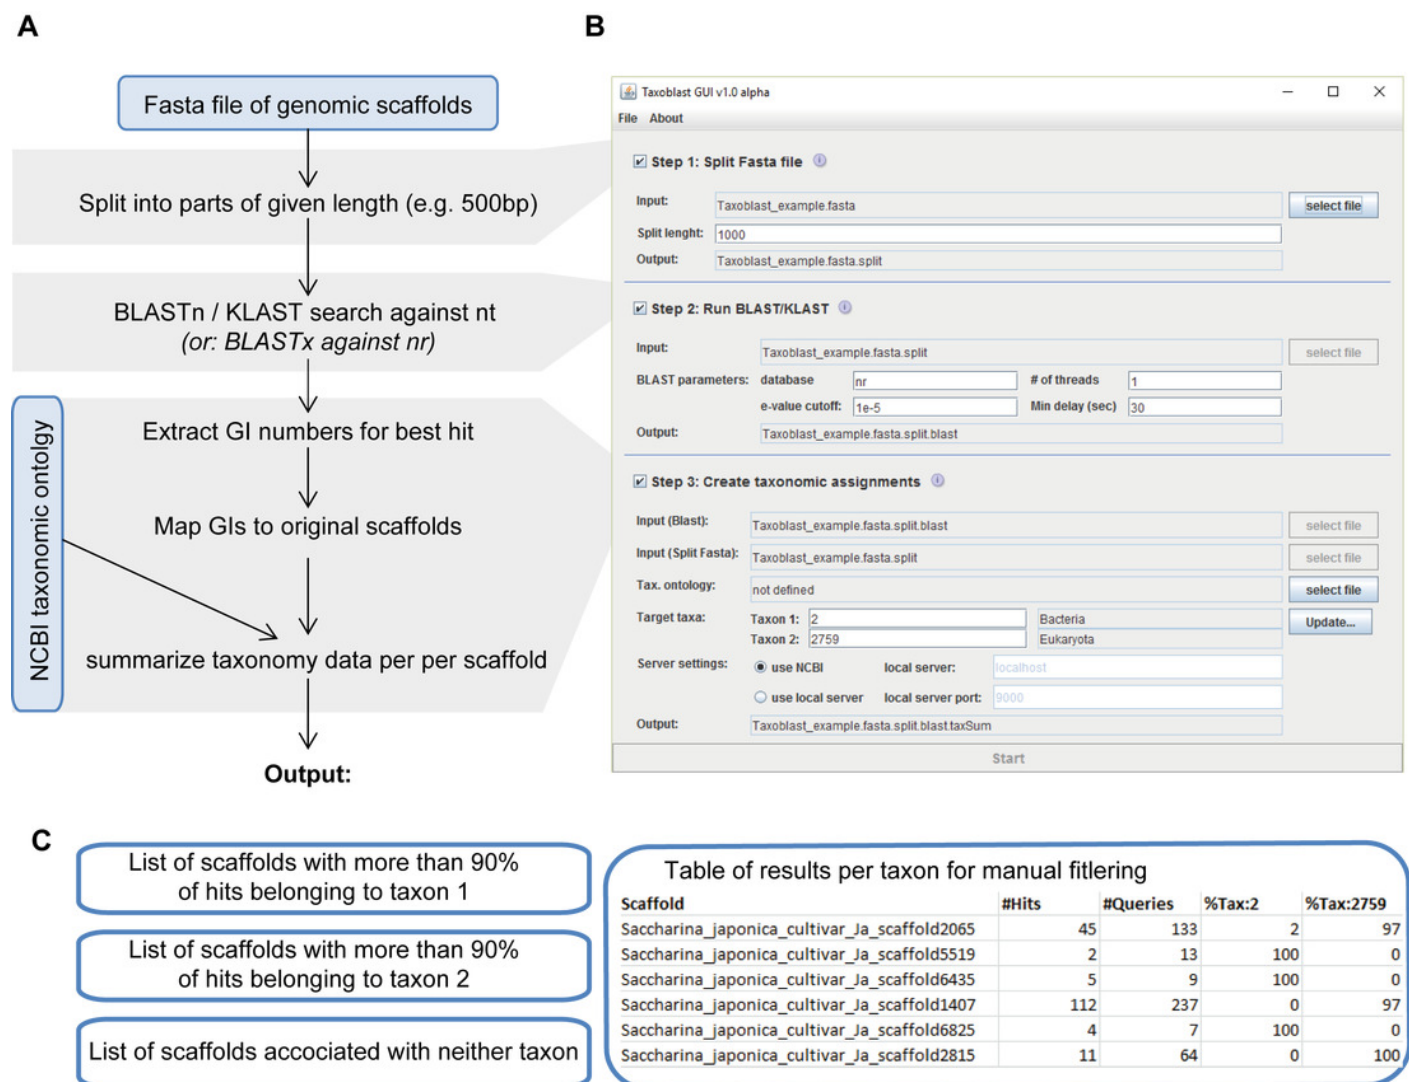 A
Fasta file of genomic scaffolds
Split into parts of given length (e.g. 500bp)
BLASTn / KLAST search against nt
(or: BLASTx against nr)
NCBI taxonomic ontolgy
Extract GI numbers for best hit
Map GIs to original scaffolds
summarize taxonomy data per per scaffold
Output:
B
Taxoblast GUI v1.0 alpha
File About
Step 1: Split Fasta file
Input: Taxoblast_example.fasta select file
Split lenght: 1000
Output: Taxoblast_example.fasta.split
Step 2: Run BLAST/KLAST
Input: Taxoblast_example.fasta.split select file
BLAST parameters: database nr # of threads 1
e-value cutoff: 1e-5 Min delay (sec) 30
Output: Taxoblast_example.fasta.split.blast
Step 3: Create taxonomic assignments
Input (Blast): Taxoblast_example.fasta.split.blast select file
Input (Split Fasta): Taxoblast_example.fasta.split select file
Tax. ontology: not defined select file
Target taxa: Taxon 1: 2 Bacteria Update...
Taxon 2: 2759 Eukaryota
Server settings: use NCBI local server: localhost
use local server local server port: 9000
Output: Taxoblast_example.fasta.split.blast.taxSum
Start
C
List of scaffolds with more than 90%
of hits belonging to taxon 1
List of scaffolds with more than 90%
of hits belonging to taxon 2
List of scaffolds accociated with neither taxon
Table of results per taxon for manual fitlering
Scaffold #Hits #Queries %Tax:2 %Tax:2759
Saccharina_japonica_cultivar_Ja_scaffold2065 45 133 2 97
Saccharina_japonica_cultivar_Ja_scaffold5519 2 13 100 0
Saccharina_japonica_cultivar_Ja_scaffold6435 5 9 100 0
Saccharina_japonica_cultivar_Ja_scaffold1407 112 237 0 97
Saccharina_japonica_cultivar_Ja_scaffold6825 4 7 100 0
Saccharina_japonica_cultivar_Ja_scaffold2815 11 64 0 100